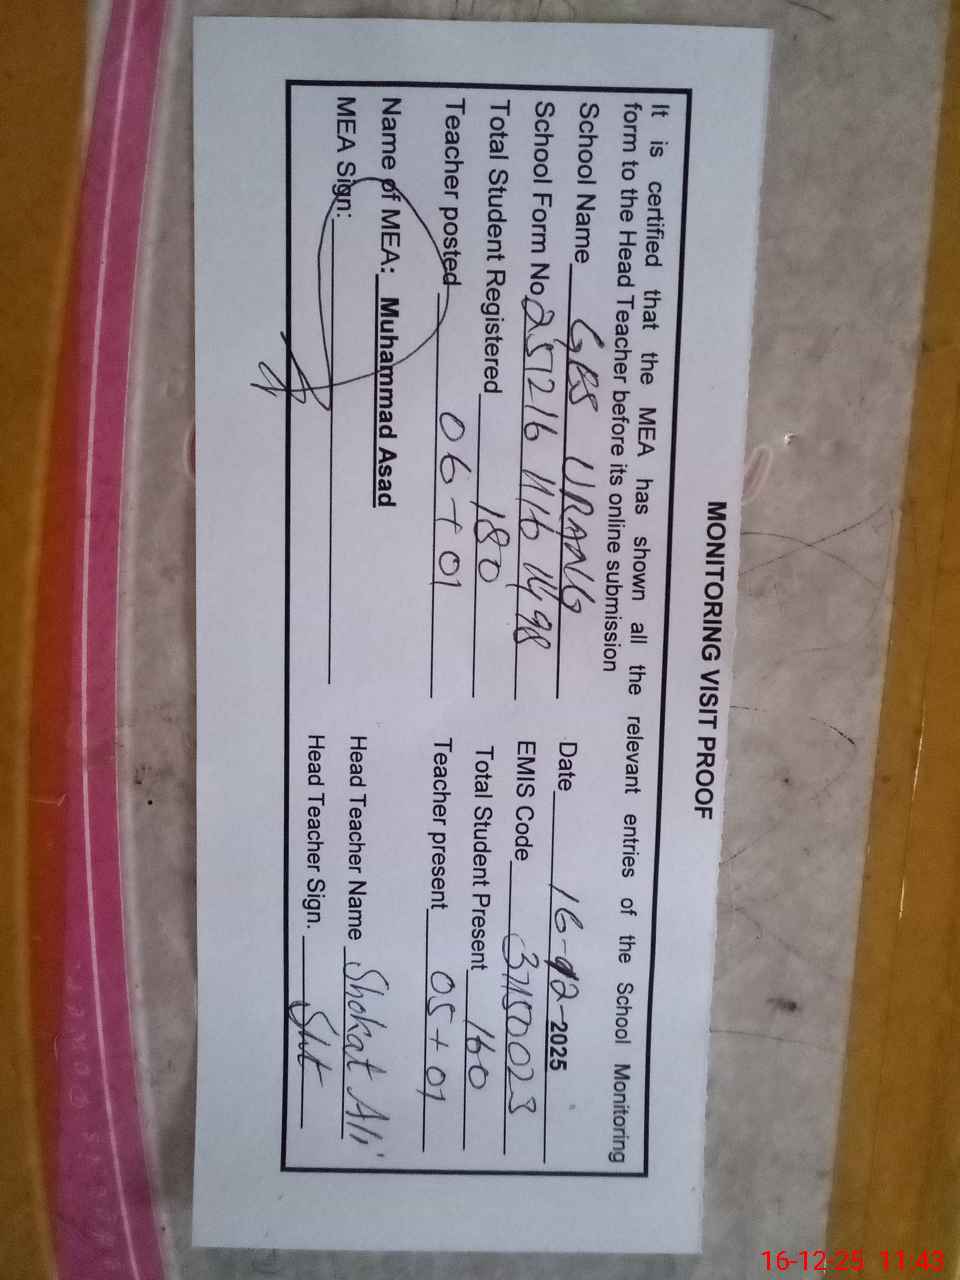 MONITORING VISIT PROOF
It is certified that the MEA has shown all the relevant entries of the School Monitoring
form to the Head Teacher before its online submission
School Name GPS URANG Date 16-12-2025
School Form No 257216 1116 1498 EMIS Code 37150023
Total Student Registered 180 Total Student Present 160
Teacher posted 06+01 Teacher present 05+01
Name of MEA: Muhammad Asad Head Teacher Name Shokat Ali
MEA Sign: Head Teacher Sign.
16-12-25 11:43